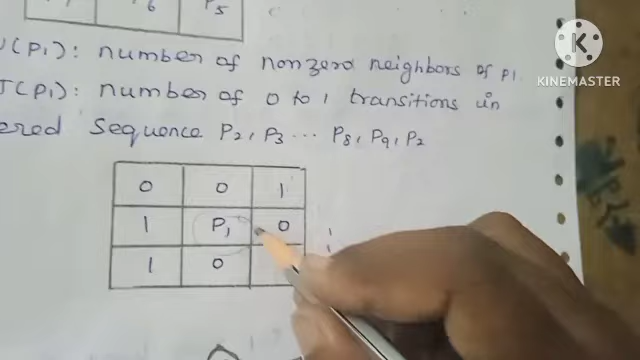 P6 P5
K
KINEMASTER
(P1): number of nonzero neighbors of P1.
T(P1): number of 0 to 1 transitions in
ered sequence P2, P3 ... P8, P9, P2
0 0 1
1 P1 0
1 0